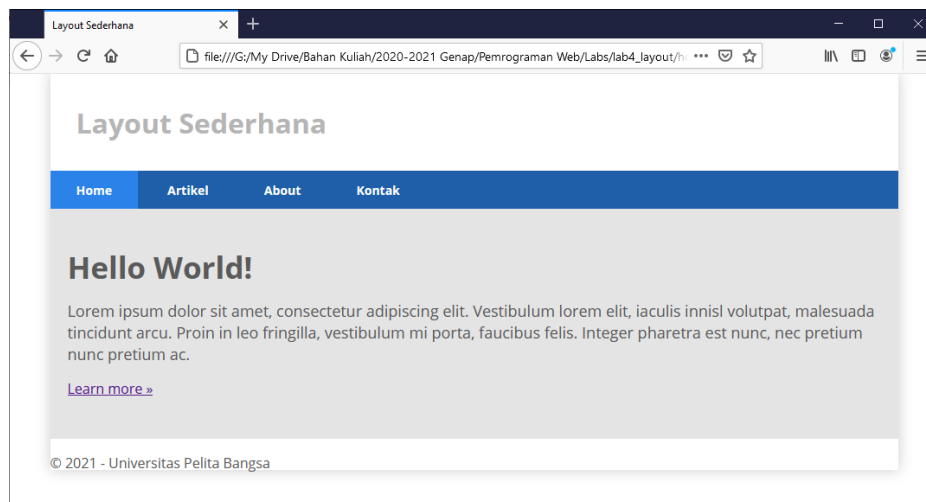 Layout Sederhana
file:///G:/My Drive/Bahan Kuliah/2020-2021 Genap/Pemrograman Web/Labs/lab4_layout/h
Layout Sederhana
Home Artikel About Kontak
Hello World!
Lorem ipsum dolor sit amet, consectetur adipiscing elit. Vestibulum lorem elit, iaculis innisl volutpat, malesuada
tincidunt arcu. Proin in leo fringilla, vestibulum mi porta, faucibus felis. Integer pharetra est nunc, nec pretium
nunc pretium ac.
Learn more »
© 2021 - Universitas Pelita Bangsa